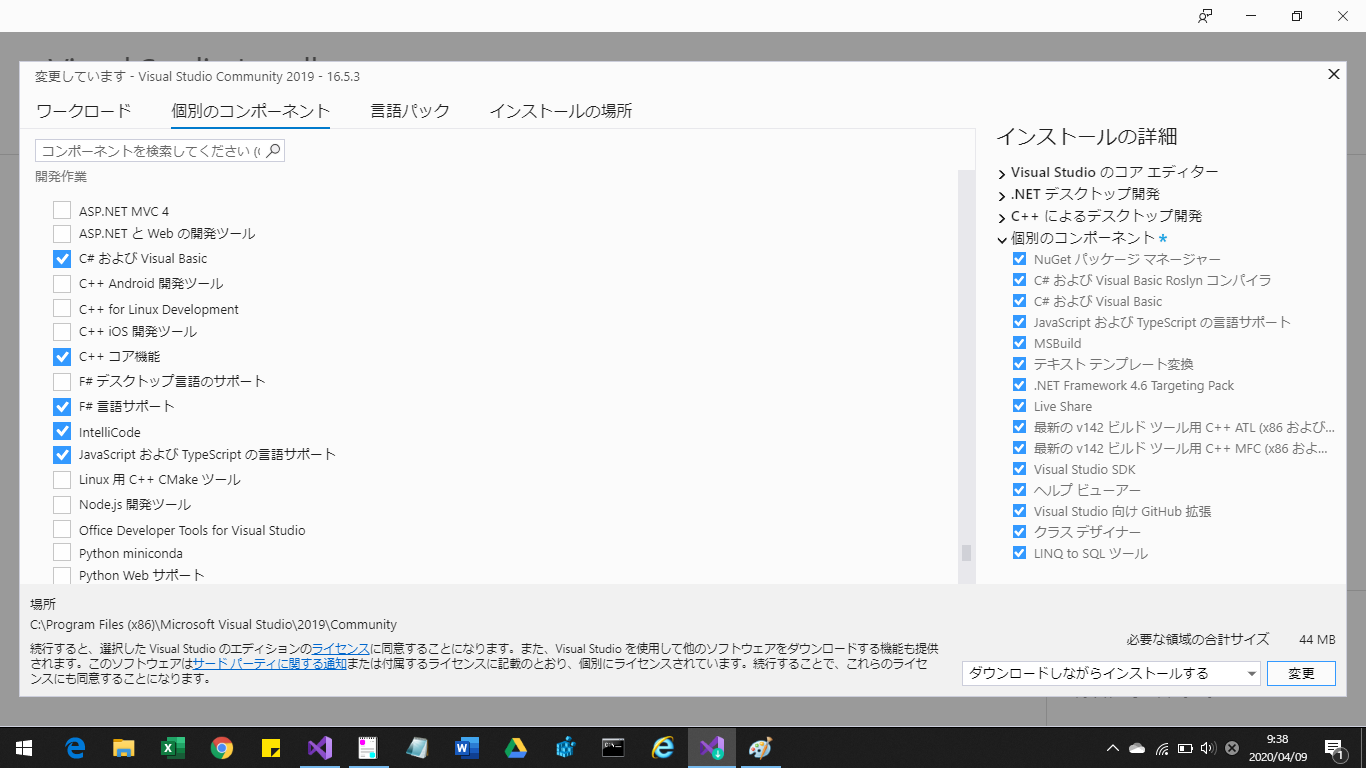 変更しています - Visual Studio Community 2019 - 16.5.3
ワークロード
個別のコンポーネント
言語パック
インストールの場所
コンポーネントを検索してください (
開発作業
ASP.NET MVC 4
ASP.NET と Web の開発ツール
C# および Visual Basic
C++ Android 開発ツール
C++ for Linux Development
C++ iOS 開発ツール
C++ コア機能
F# デスクトップ言語のサポート
F# 言語サポート
IntelliCode
JavaScript および TypeScript の言語サポート
Linux 用 C++ CMake ツール
Node.js 開発ツール
Office Developer Tools for Visual Studio
Python miniconda
Python Web サポート
インストールの詳細
Visual Studio のコア エディター
.NET デスクトップ開発
C++ によるデスクトップ開発
個別のコンポーネント *
NuGet パッケージ マネージャー
C# および Visual Basic Roslyn コンパイラ
C# および Visual Basic
JavaScript および TypeScript の言語サポート
MSBuild
テキスト テンプレート変換
.NET Framework 4.6 Targeting Pack
Live Share
最新の v142 ビルド ツール用 C++ ATL (x86 および...
最新の v142 ビルド ツール用 C++ MFC (x86 およ...
Visual Studio SDK
ヘルプ ビューアー
Visual Studio 向け GitHub 拡張
クラス デザイナー
LINQ to SQL ツール
場所
C:\Program Files (x86)\Microsoft Visual Studio\2019\Community
続行すると、選択した Visual Studio のエディションのライセンスに同意することになります。また、Visual Studio を使用して他のソフトウェアをダウンロードする機能も提供
されます。このソフトウェアはサード パーティに関する通知または付属するライセンスに記載のとおり、個別にライセンスされています。続行することで、これらのライセ
ンスにも同意することになります。
必要な領域の合計サイズ 44 MB
ダウンロードしながらインストールする
変更
9:38
2020/04/09
1